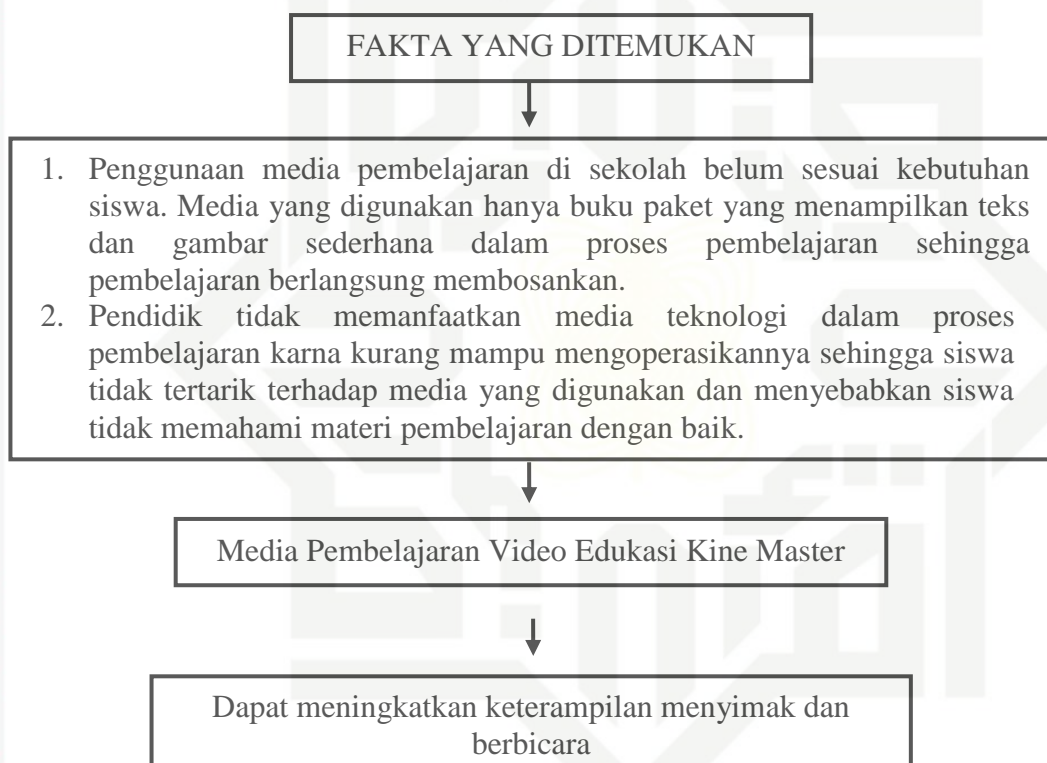 FAKTA YANG DITEMUKAN
1. Penggunaan media pembelajaran di sekolah belum sesuai kebutuhan
siswa. Media yang digunakan hanya buku paket yang menampilkan teks
dan gambar sederhana dalam proses pembelajaran sehingga
pembelajaran berlangsung membosankan.
2. Pendidik tidak memanfaatkan media teknologi dalam proses
pembelajaran karna kurang mampu mengoperasikannya sehingga siswa
tidak tertarik terhadap media yang digunakan dan menyebabkan siswa
tidak memahami materi pembelajaran dengan baik.
Media Pembelajaran Video Edukasi Kine Master
Dapat meningkatkan keterampilan menyimak dan
berbicara